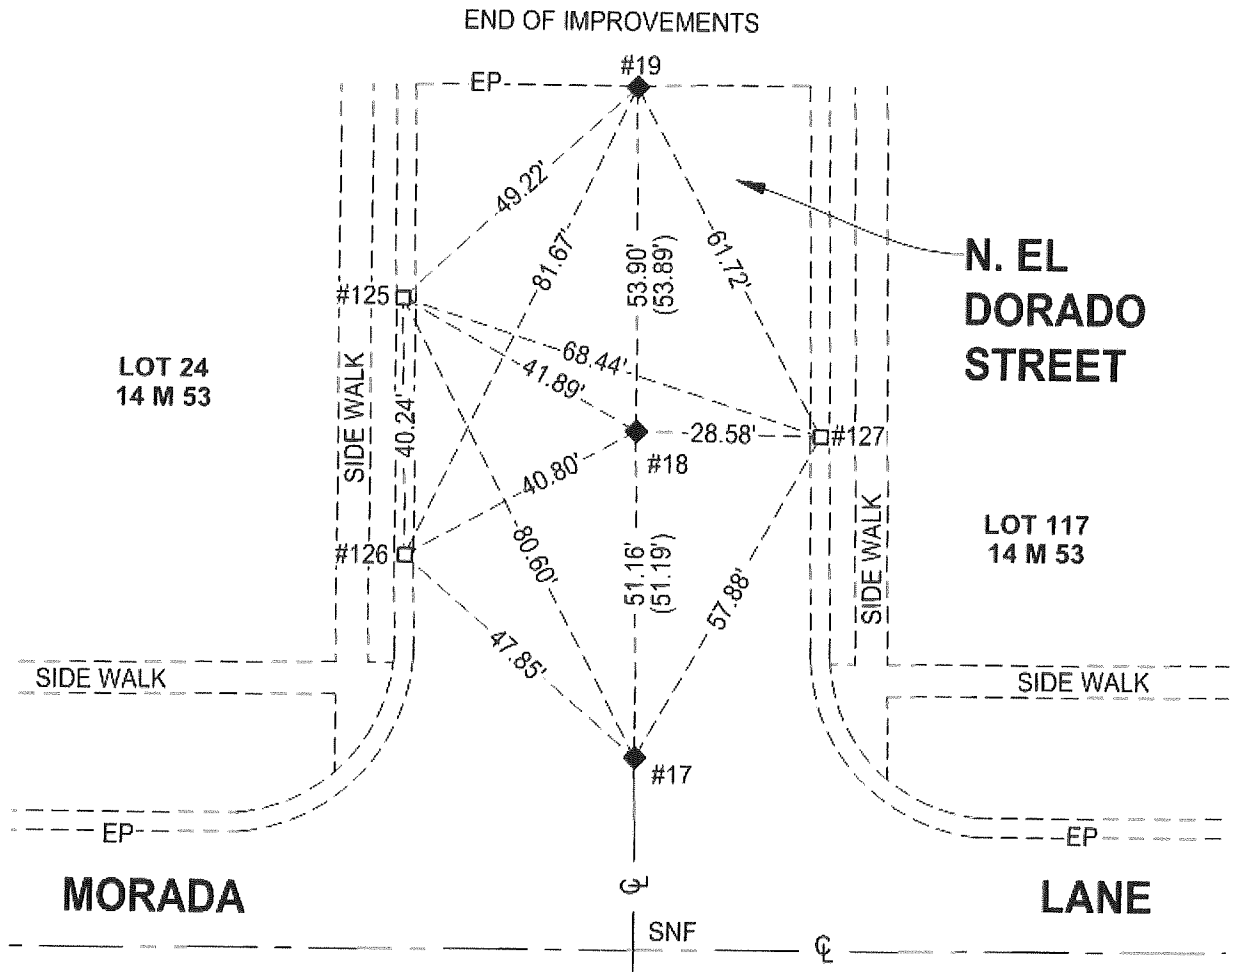 END OF IMPROVEMENTS
#19
EP
49.22'
81.67'
53.90'
(53.89')
61.72'
N. EL
DORADO
STREET
#125
LOT 24
14 M 53
SIDE WALK
40.24'
68.44'
41.89'
28.58'
#127
#18
40.80'
#126
80.60'
51.16'
(51.19')
57.88'
47.85'
SIDE WALK
LOT 117
14 M 53
SIDE WALK
SIDE WALK
#17
EP
EP
MORADA
LANE
℄
SNF
℄